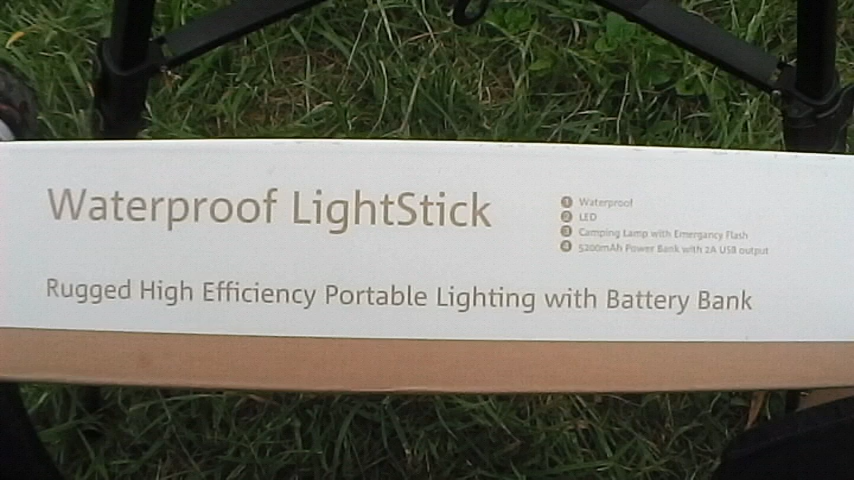 Waterproof LightStick
Rugged High Efficiency Portable Lighting with Battery Bank
1 Waterproof
2 LED
3 Camping Lamp with Emergancy Flash
4 5200mAh Power Bank with 2A USB output